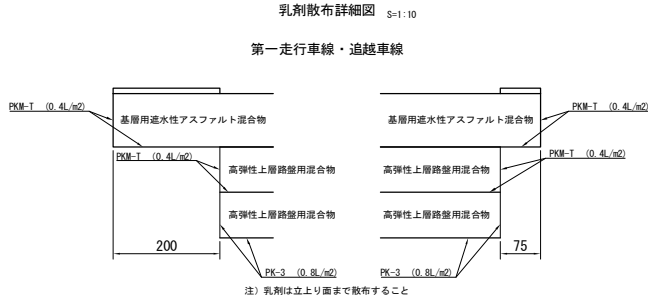 乳剤散布詳細図 S=1:10
第一走行車線・追越車線
PKM-T (0.4L/m2)
PKM-T (0.4L/m2)
基層用遮水性アスファルト混合物
基層用遮水性アスファルト混合物
PKM-T (0.4L/m2)
PKM-T (0.4L/m2)
高弾性上層路盤用混合物
高弾性上層路盤用混合物
高弾性上層路盤用混合物
高弾性上層路盤用混合物
200
75
PK-3 (0.8L/m2)
PK-3 (0.8L/m2)
注) 乳剤は立上り面まで散布すること